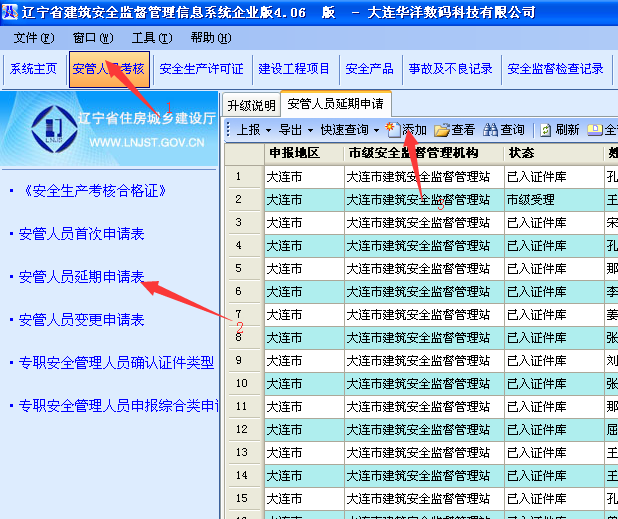 辽宁省建筑安全监督管理信息系统企业版4.06 版 - 大连华洋数码科技有限公司
文件(F) 窗口(W) 工具(T) 帮助(H)
系统主页 安管人员考核 安全生产许可证 建设工程项目 安全产品 事故及不良记录 安全监督检查记录
辽宁省住房城乡建设厅
LNJST
WWW.LNJST.GOV.CN
·《安全生产考核合格证》
·安管人员首次申请表
·安管人员延期申请表
·安管人员变更申请表
·专职安全管理人员确认证件类型
·专职安全管理人员申报综合类申
1
2
3
升级说明 安管人员延期申请
上报 导出 快速查询 添加 查看 查询 刷新 全
申报地区 市级安全监督管理机构 状态 姓
1 大连市 大连市建筑安全监督管理站 已入证件库 孔
2 大连市 大连市建筑安全监督管理站 市级受理 王
3 大连市 大连市建筑安全监督管理站 已入证件库 宋
4 大连市 大连市建筑安全监督管理站 已入证件库 孔
5 大连市 大连市建筑安全监督管理站 已入证件库 那
6 大连市 大连市建筑安全监督管理站 已入证件库 李
7 大连市 大连市建筑安全监督管理站 已入证件库 姜
8 大连市 大连市建筑安全监督管理站 已入证件库 张
9 大连市 大连市建筑安全监督管理站 已入证件库 刘
10 大连市 大连市建筑安全监督管理站 已入证件库 张
11 大连市 大连市建筑安全监督管理站 已入证件库 那
12 大连市 大连市建筑安全监督管理站 已入证件库 屈
13 大连市 大连市建筑安全监督管理站 已入证件库 王
14 大连市 大连市建筑安全监督管理站 已入证件库 王
15 大连市 大连市建筑安全监督管理站 已入证件库 孔